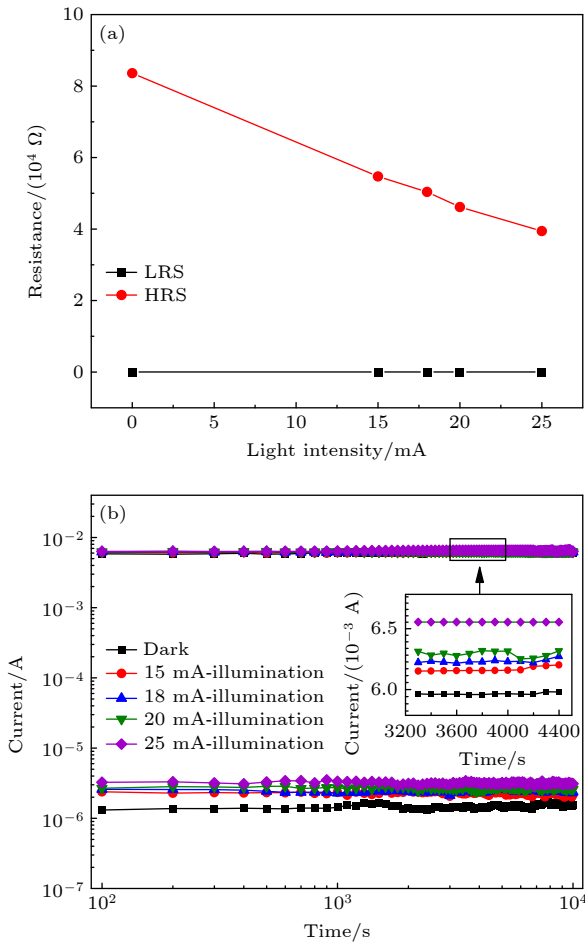 (a)
10
8
6
4
2
0
Resistance/(10⁴ Ω)
LRS
HRS
0 5 10 15 20 25
Light intensity/mA
(b)
10⁻²
10⁻³
10⁻⁴
10⁻⁵
10⁻⁶
10⁻⁷
Current/A
Dark
15 mA-illumination
18 mA-illumination
20 mA-illumination
25 mA-illumination
Current/(10⁻³ A)
6.5
6.0
3200 3600 4000 4400
Time/s
10² 10³ 10⁴
Time/s